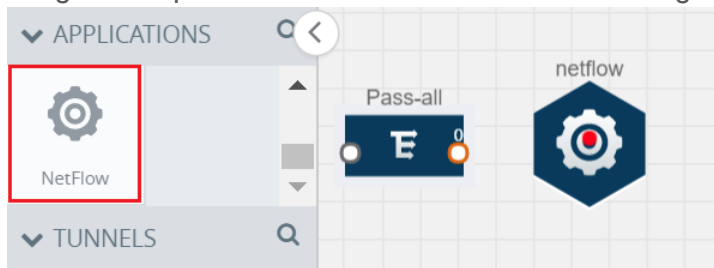 APPLICATIONS
NetFlow
TUNNELS
Pass-all
0
netflow